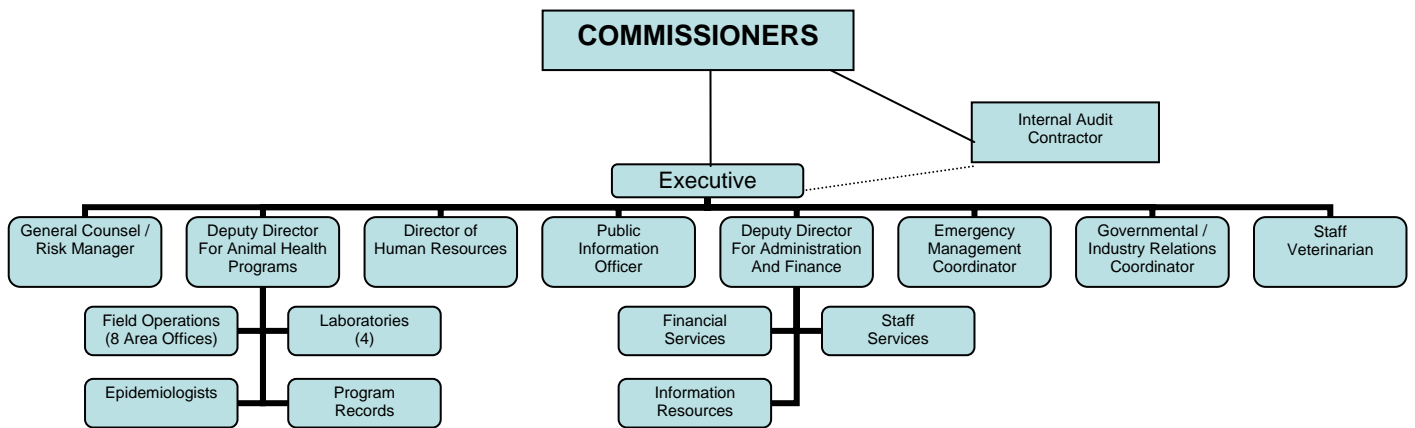 COMMISSIONERS
Internal Audit
Contractor
Executive
General Counsel /
Risk Manager
Deputy Director
For Animal Health
Programs
Director of
Human Resources
Public
Information
Officer
Deputy Director
For Administration
And Finance
Emergency
Management
Coordinator
Governmental /
Industry Relations
Coordinator
Staff
Veterinarian
Field Operations
(8 Area Offices)
Laboratories
(4)
Financial
Services
Staff
Services
Epidemiologists
Program
Records
Information
Resources